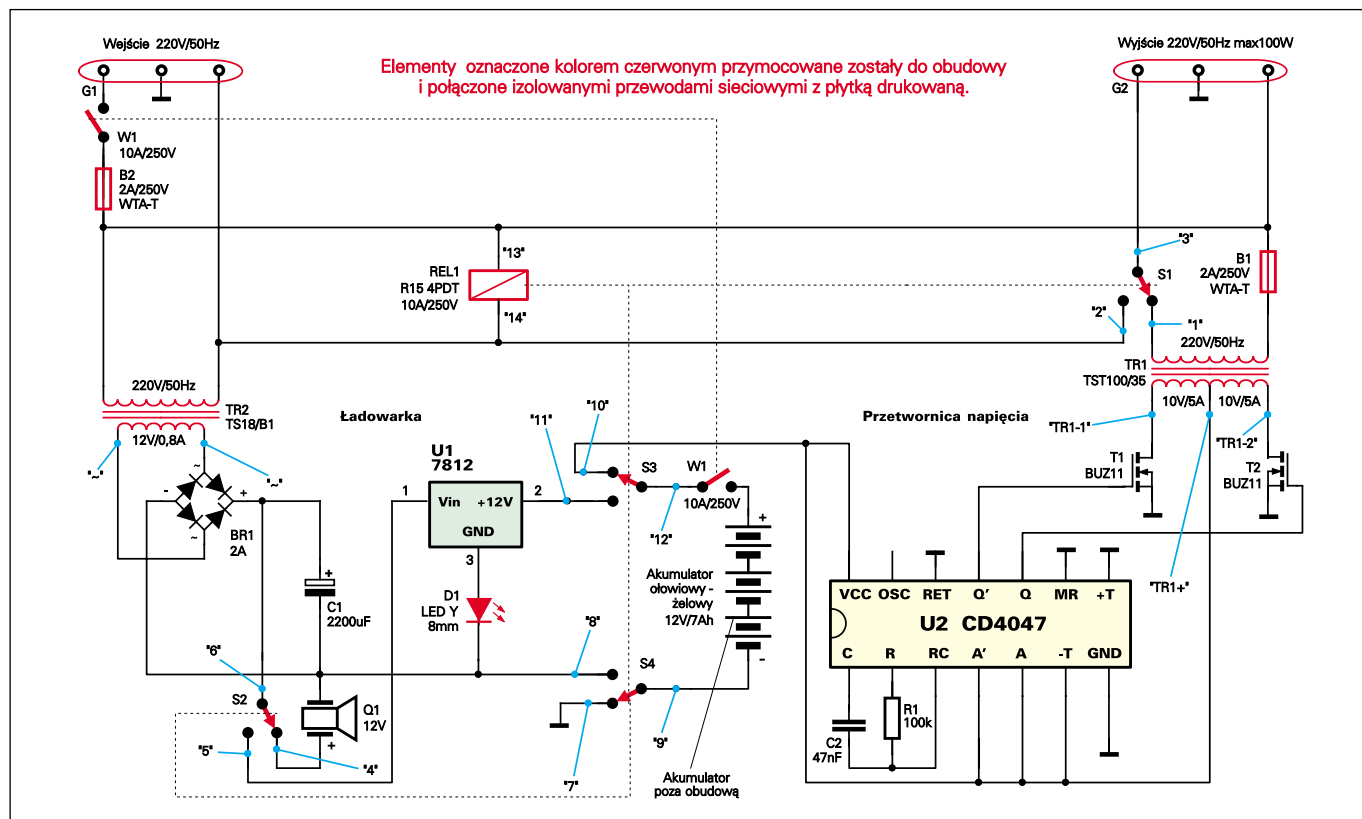 Wejście 220V/50Hz
Wyjście 220V/50Hz max100W
Elementy oznaczone kolorem czerwonym przymocowane zostały do obudowy
i połączone izolowanymi przewodami sieciowymi z płytką drukowaną.
G1
G2
W1
10A/250V
B2
2A/250V
WTA-T
"13"
REL1
R15 4PDT
10A/250V
"14"
"3"
S1
B1
2A/250V
WTA-T
"2"
"1"
220V/50Hz
TR1
TST100/35
10V/5A
10V/5A
220V/50Hz
TR2
TS18/B1
12V/0,8A
"~"
"~"
Ładowarka
Przetwornica napięcia
"10"
"11"
"TR1-1"
"TR1-2"
U1
7812
1
Vin
+12V
2
GND
3
S3
W1
10A/250V
"12"
T1
BUZ11
T2
BUZ11
~
-
+
~
BR1
2A
+
C1
2200uF
D1
LED Y
8mm
+
Akumulator
ołowiowy -
żelowy
12V/7Ah
-
"TR1+"
VCC OSC RET Q' Q MR +T
U2 CD4047
C R RC A' A -T GND
"8"
S4
"6"
S2
Q1
12V
+
"5"
"4"
"7"
"9"
R1
100k
C2
47nF
Akumulator
poza obudową